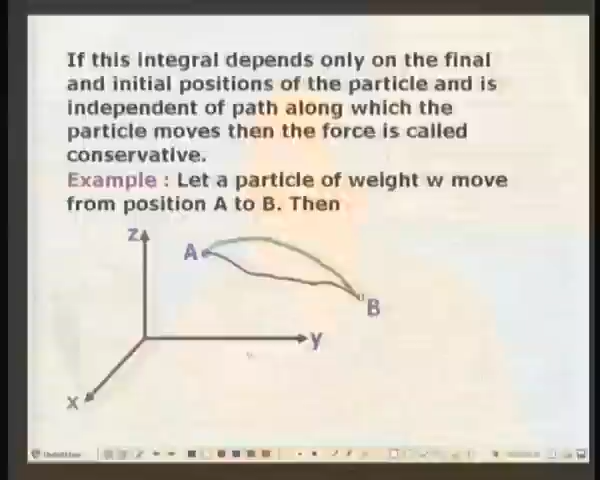 If this integral depends only on the final
and initial positions of the particle and is
independent of path along which the
particle moves then the force is called
conservative.
Example : Let a particle of weight w move
from position A to B. Then
z
A
B
y
x